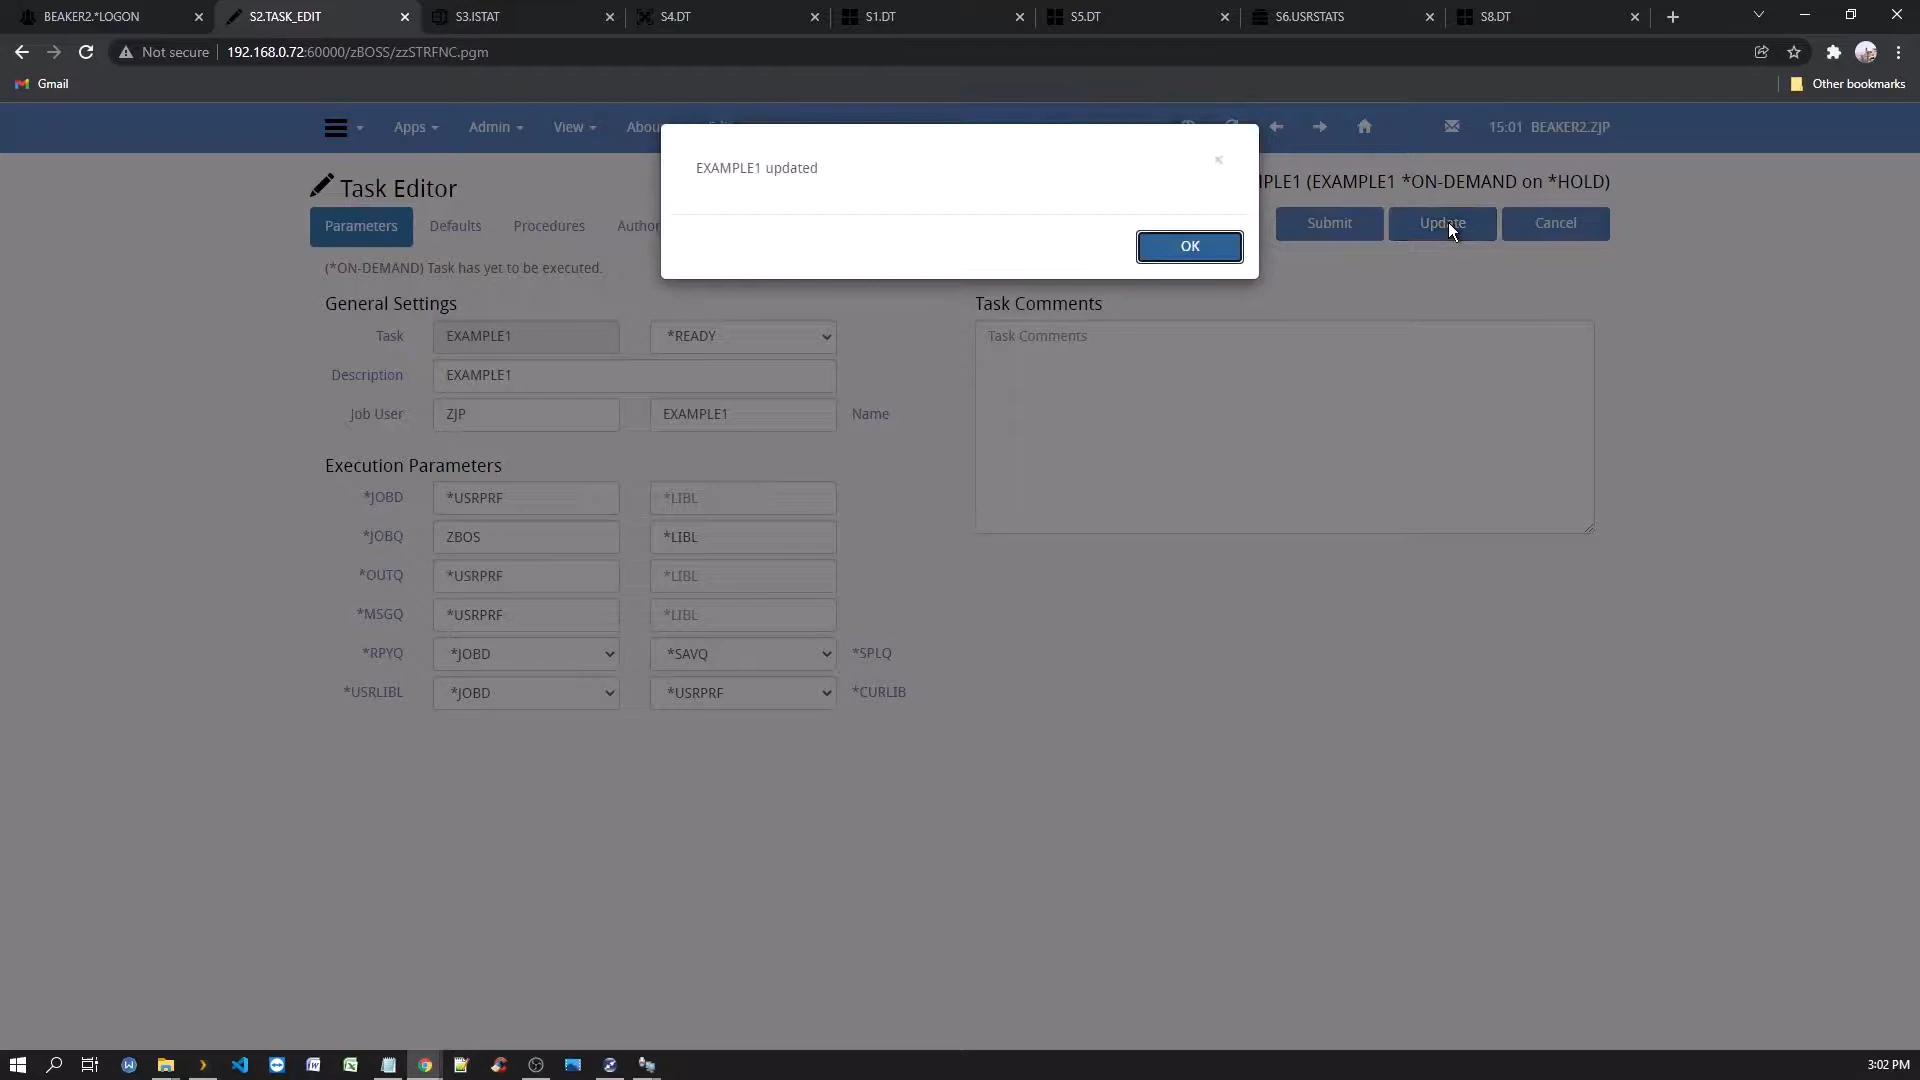 BEAKER2.*LOGON
S2.TASK_EDIT
S3.ISTAT
S4.DT
S1.DT
S5.DT
S6.USRSTATS
S8.DT
Not secure
192.168.0.72:60000/zBOSS/zzSTRFNC.pgm
Gmail
Other bookmarks
Apps
Admin
View
Abou
15:01 BEAKER2.ZJP
EXAMPLE1 updated
OK
Task Editor
IPLE1 (EXAMPLE1 *ON-DEMAND on *HOLD)
Parameters
Defaults
Procedures
Author
Submit
Update
Cancel
(*ON-DEMAND) Task has yet to be executed.
General Settings
Task Comments
Task
EXAMPLE1
*READY
Task Comments
Description
EXAMPLE1
Job User
ZJP
EXAMPLE1
Name
Execution Parameters
*JOBD
*USRPRF
*LIBL
*JOBQ
ZBOS
*LIBL
*OUTQ
*USRPRF
*LIBL
*MSGQ
*USRPRF
*LIBL
*RPYQ
*JOBD
*SAVQ
*SPLQ
*USRLIBL
*JOBD
*USRPRF
*CURLIB
3:02 PM